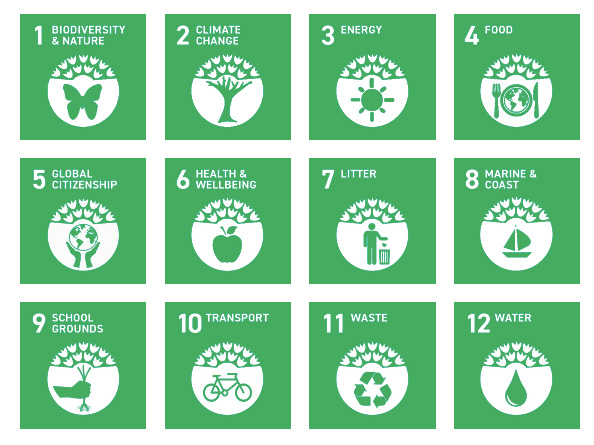 1 BIODIVERSITY
& NATURE
2 CLIMATE
CHANGE
3 ENERGY
4 FOOD
5 GLOBAL
CITIZENSHIP
6 HEALTH &
WELLBEING
7 LITTER
8 MARINE &
COAST
9 SCHOOL
GROUNDS
10 TRANSPORT
11 WASTE
12 WATER